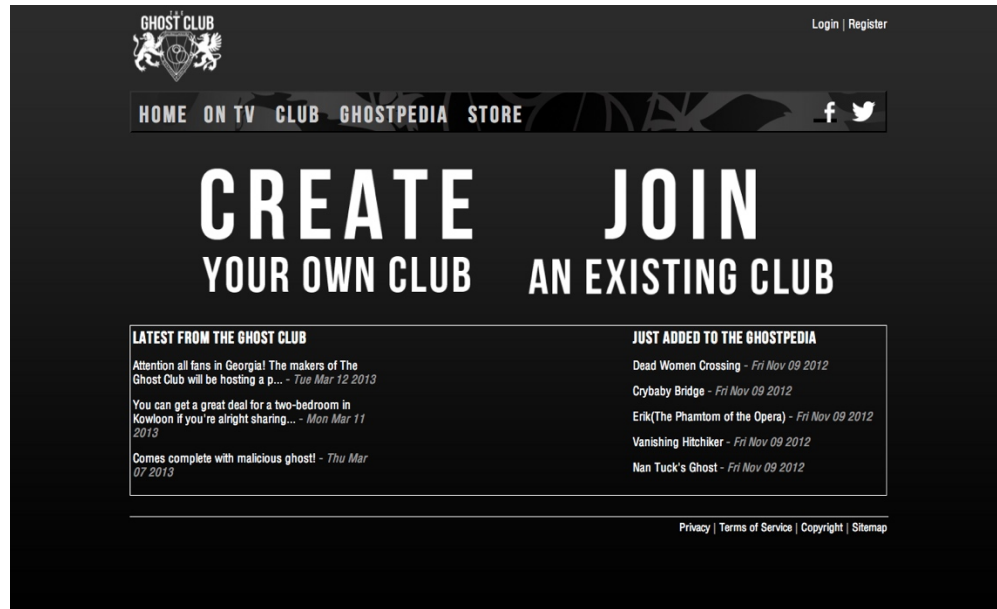 THE
GHOST CLUB
Login | Register
HOME ON TV CLUB GHOSTPEDIA STORE
CREATE
YOUR OWN CLUB
JOIN
AN EXISTING CLUB
LATEST FROM THE GHOST CLUB
Attention all fans in Georgia! The makers of The
Ghost Club will be hosting a p... - Tue Mar 12 2013
You can get a great deal for a two-bedroom in
Kowloon if you're alright sharing... - Mon Mar 11
2013
Comes complete with malicious ghost! - Thu Mar
07 2013
JUST ADDED TO THE GHOSTPEDIA
Dead Women Crossing - Fri Nov 09 2012
Crybaby Bridge - Fri Nov 09 2012
Erik(The Phamtom of the Opera) - Fri Nov 09 2012
Vanishing Hitchiker - Fri Nov 09 2012
Nan Tuck's Ghost - Fri Nov 09 2012
Privacy | Terms of Service | Copyright | Sitemap